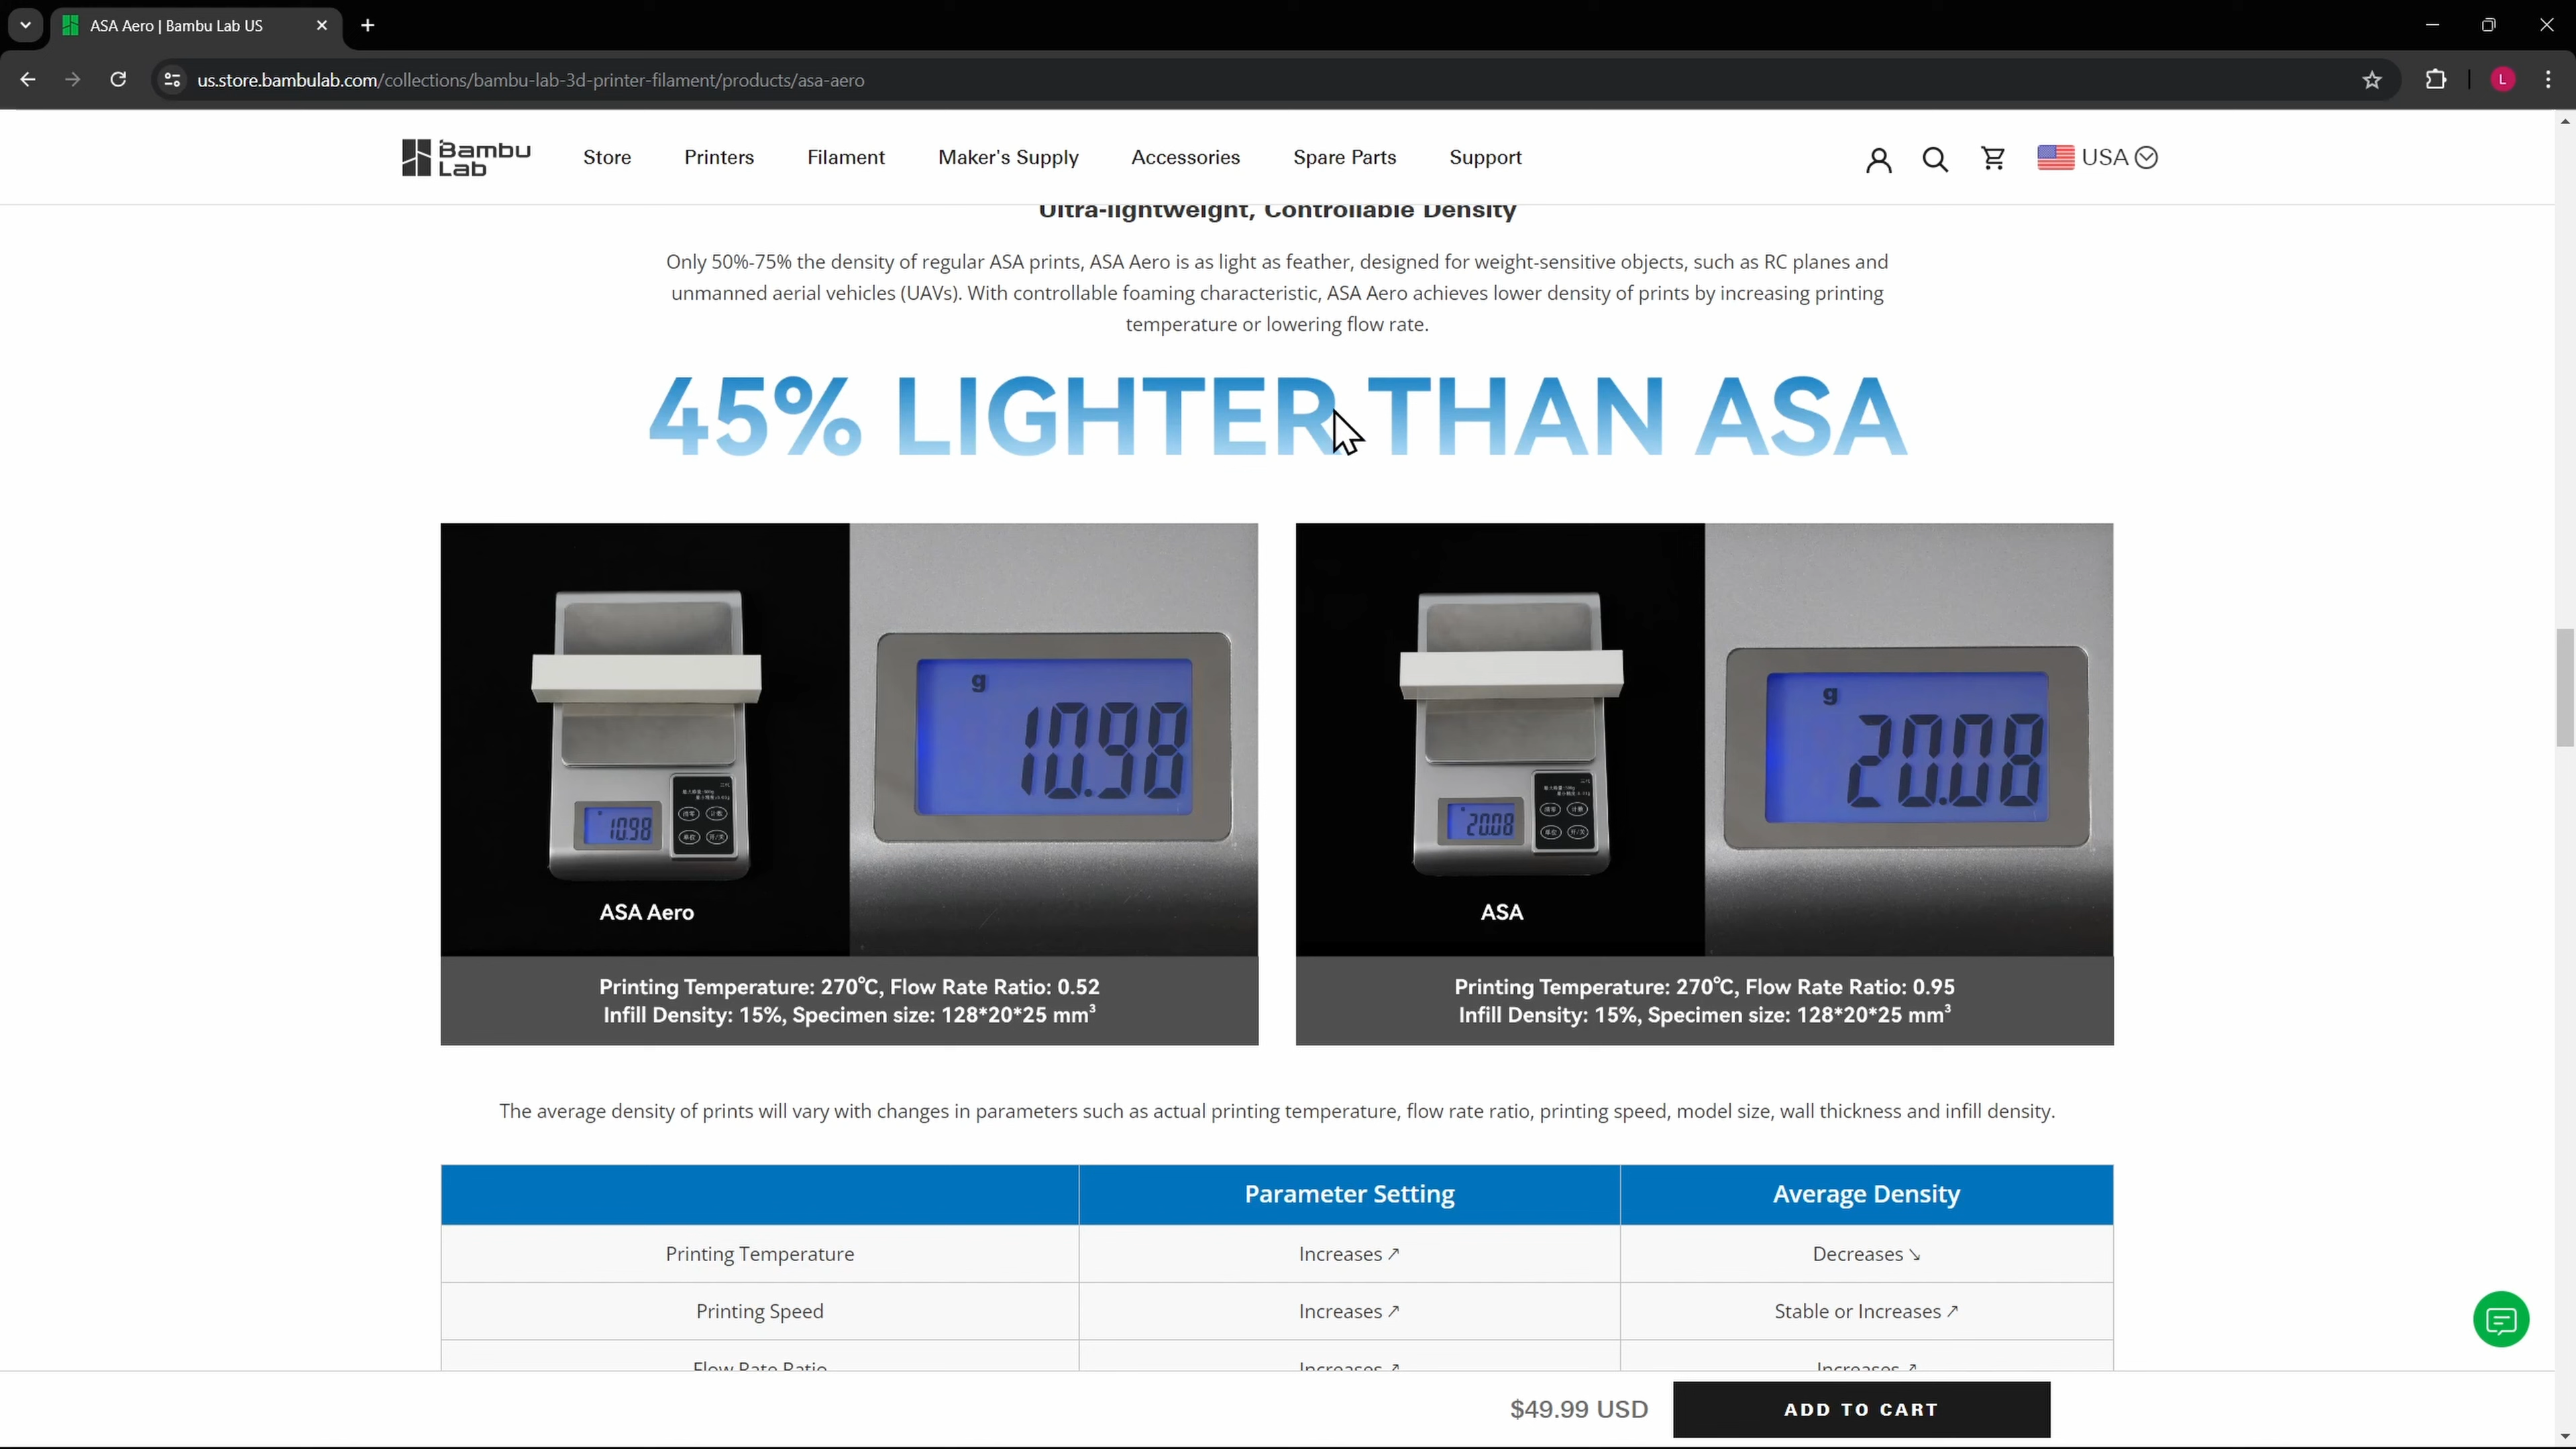 ASA Aero | Bambu Lab US
us.store.bambulab.com/collections/bambu-lab-3d-printer-filament/products/asa-aero
L
Bambu Lab
Store
Printers
Filament
Maker's Supply
Accessories
Spare Parts
Support
USA
Ultra-lightweight, Controllable Density
Only 50%-75% the density of regular ASA prints, ASA Aero is as light as feather, designed for weight-sensitive objects, such as RC planes and
unmanned aerial vehicles (UAVs). With controllable foaming characteristic, ASA Aero achieves lower density of prints by increasing printing
temperature or lowering flow rate.
45% LIGHTER THAN ASA
g
10.98
10.98
ASA Aero
Printing Temperature: 270℃, Flow Rate Ratio: 0.52
Infill Density: 15%, Specimen size: 128*20*25 mm³
g
20.08
20.08
ASA
Printing Temperature: 270℃, Flow Rate Ratio: 0.95
Infill Density: 15%, Specimen size: 128*20*25 mm³
The average density of prints will vary with changes in parameters such as actual printing temperature, flow rate ratio, printing speed, model size, wall thickness and infill density.
Parameter Setting
Average Density
Printing Temperature
Increases ↗
Decreases ↘
Printing Speed
Increases ↗
Stable or Increases ↗
Flow Rate Ratio
Increases ↗
Increases ↗
$49.99 USD
ADD TO CART